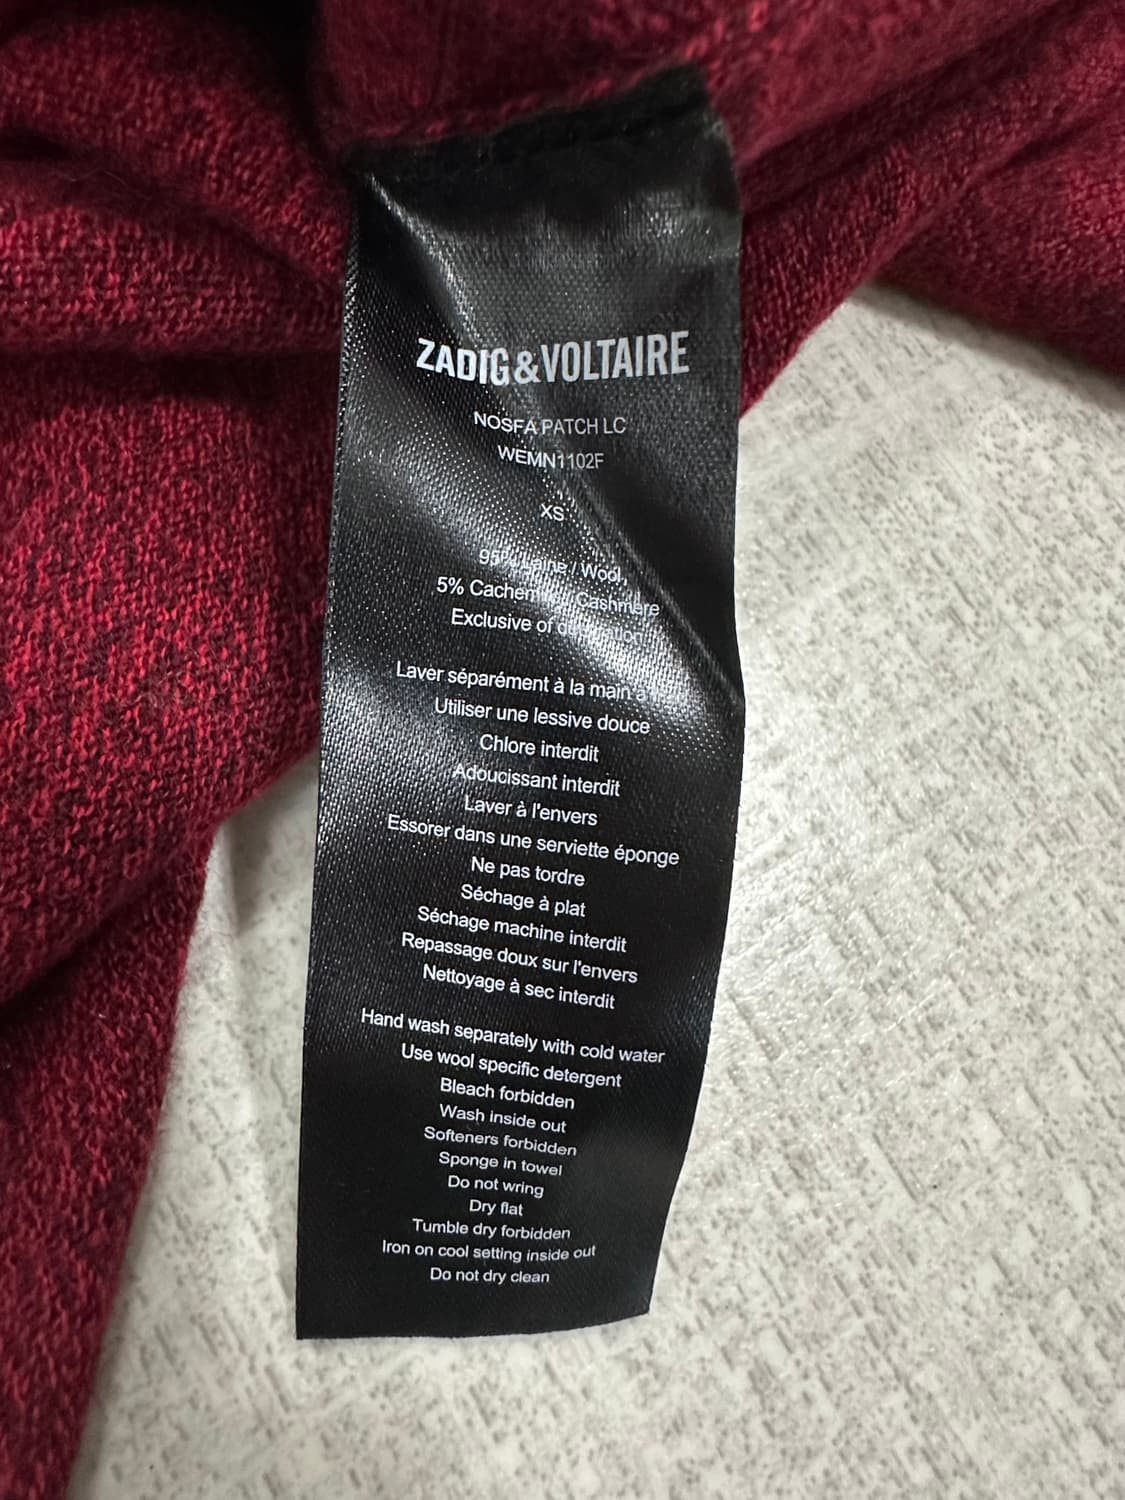 ZADIG&VOLTAIRE
NOSFA PATCH LC
WEMN1102F
XS
95% Laine / Wool,
5% Cashmere
Exclusive of
Laver séparément à la main à
Utiliser une lessive douce
Chlore interdit
Adoucissant interdit
Laver à l'envers
Essorer dans une serviette éponge
Ne pas tordre
Séchage à plat
Séchage machine interdit
Repassage doux sur l'envers
Nettoyage à sec interdit
Hand wash separately with cold water
Use wool specific detergent
Bleach forbidden
Wash inside out
Softeners forbidden
Sponge in towel
Do not wring
Dry flat
Tumble dry forbidden
Iron on cool setting inside out
Do not dry clean